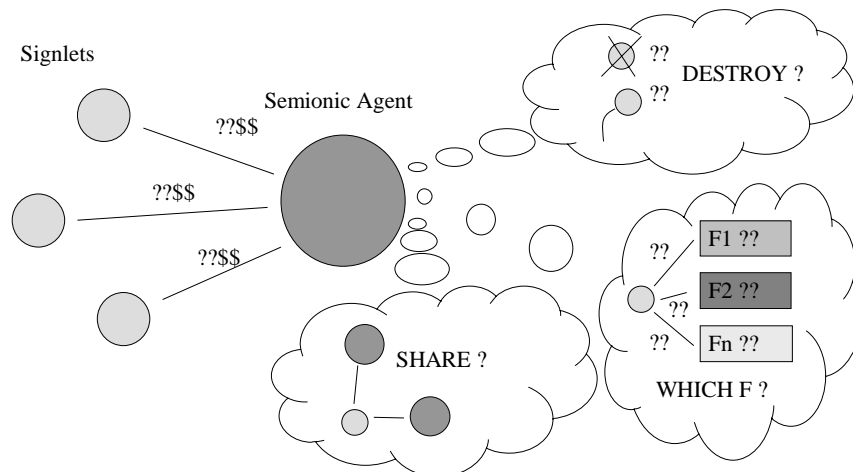 Signlets
Semionic Agent
??$$
??$$
??$$
??
DESTROY ?
??
F1 ??
??
F2 ??
??
Fn ??
??
WHICH F ?
SHARE ?